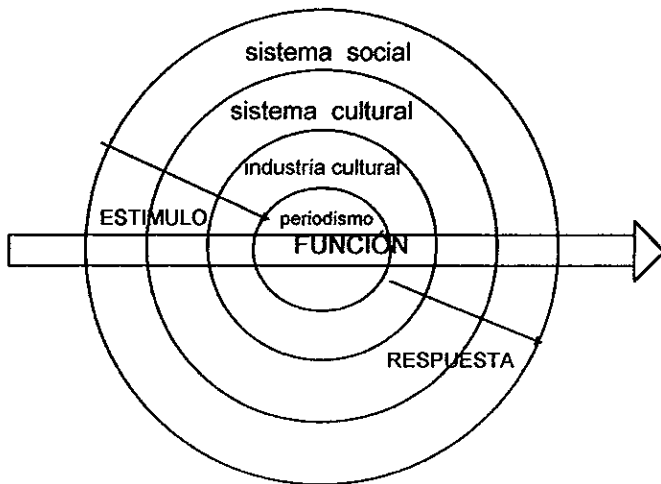 sistema social
sistema cultural
industria cultural
ESTIMULO
periodismo
FUNCIÓN
RESPUESTA